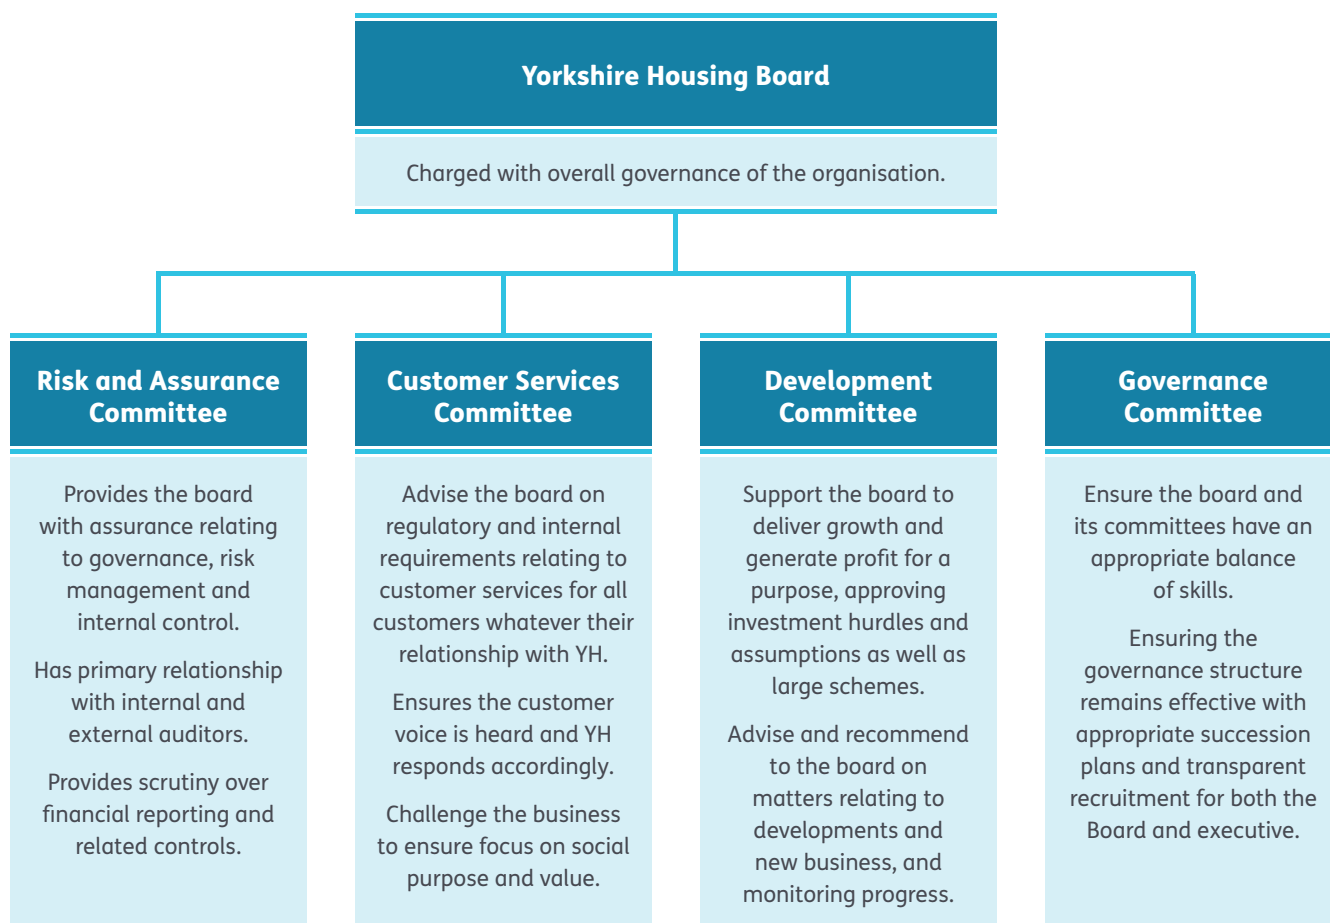 Yorkshire Housing Board
Charged with overall governance of the organisation.
Risk and Assurance
Committee
Provides the board
with assurance relating
to governance, risk
management and
internal control.
Has primary relationship
with internal and
external auditors.
Provides scrutiny over
financial reporting and
related controls.
Customer Services
Committee
Advise the board on
regulatory and internal
requirements relating to
customer services for all
customers whatever their
relationship with YH.
Ensures the customer
voice is heard and YH
responds accordingly.
Challenge the business
to ensure focus on social
purpose and value.
Development
Committee
Support the board to
deliver growth and
generate profit for a
purpose, approving
investment hurdles and
assumptions as well as
large schemes.
Advise and recommend
to the board on
matters relating to
developments and
new business, and
monitoring progress.
Governance
Committee
Ensure the board and
its committees have an
appropriate balance
of skills.
Ensuring the
governance structure
remains effective with
appropriate succession
plans and transparent
recruitment for both the
Board and executive.